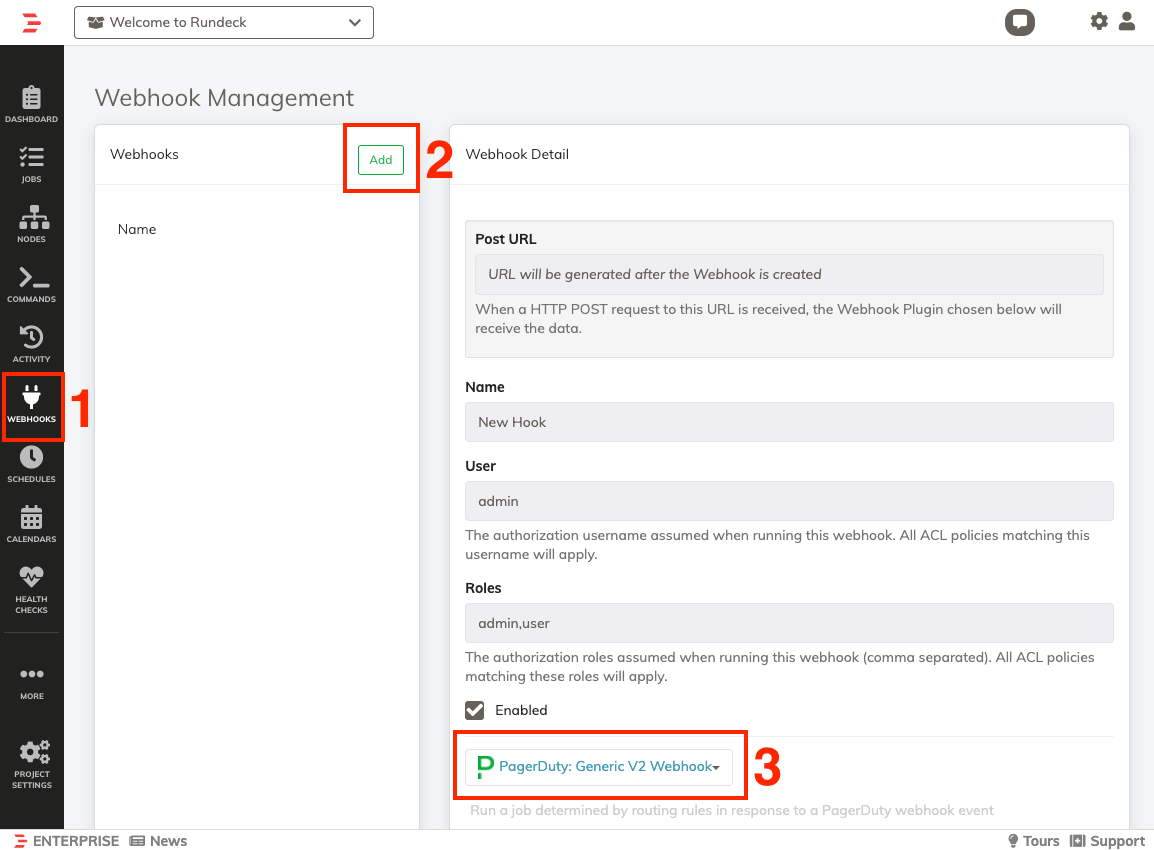 Welcome to Rundeck
DASHBOARD
JOBS
NODES
COMMANDS
ACTIVITY
WEBHOOKS
1
SCHEDULES
CALENDARS
HEALTH
CHECKS
MORE
PROJECT
SETTINGS
Webhook Management
Webhooks
Add
2
Name
Webhook Detail
Post URL
URL will be generated after the Webhook is created
When a HTTP POST request to this URL is received, the Webhook Plugin chosen below will
receive the data.
Name
New Hook
User
admin
The authorization username assumed when running this webhook. All ACL policies matching this
username will apply.
Roles
admin,user
The authorization roles assumed when running this webhook (comma separated). All ACL policies
matching these roles will apply.
Enabled
P PagerDuty: Generic V2 Webhook
3
Run a job determined by routing rules in response to a PagerDuty webhook event
ENTERPRISE News
Tours Support